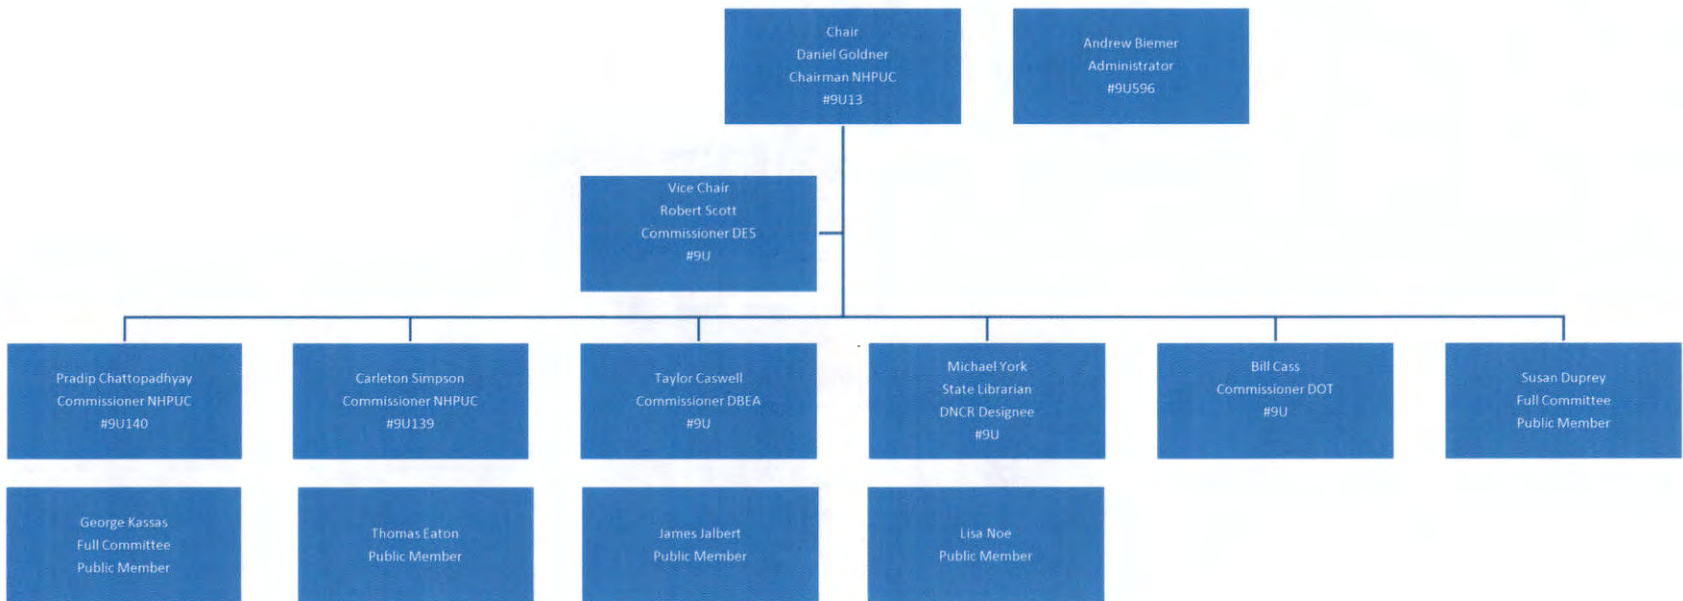 Chair
Daniel Goldner
Chairman NHPUC
#9U13
Andrew Biemer
Administrator
#9U596
Vice Chair
Robert Scott
Commissioner DES
#9U
Pradip Chattopadhyay
Commissioner NHPUC
#9U140
Carleton Simpson
Commissioner NHPUC
#9U139
Taylor Caswell
Commissioner DBEA
#9U
Michael York
State Librarian
DNCR Designee
#9U
Bill Cass
Commissioner DOT
#9U
Susan Duprey
Full Committee
Public Member
George Kassas
Full Committee
Public Member
Thomas Eaton
Public Member
James Jalbert
Public Member
Lisa Noe
Public Member